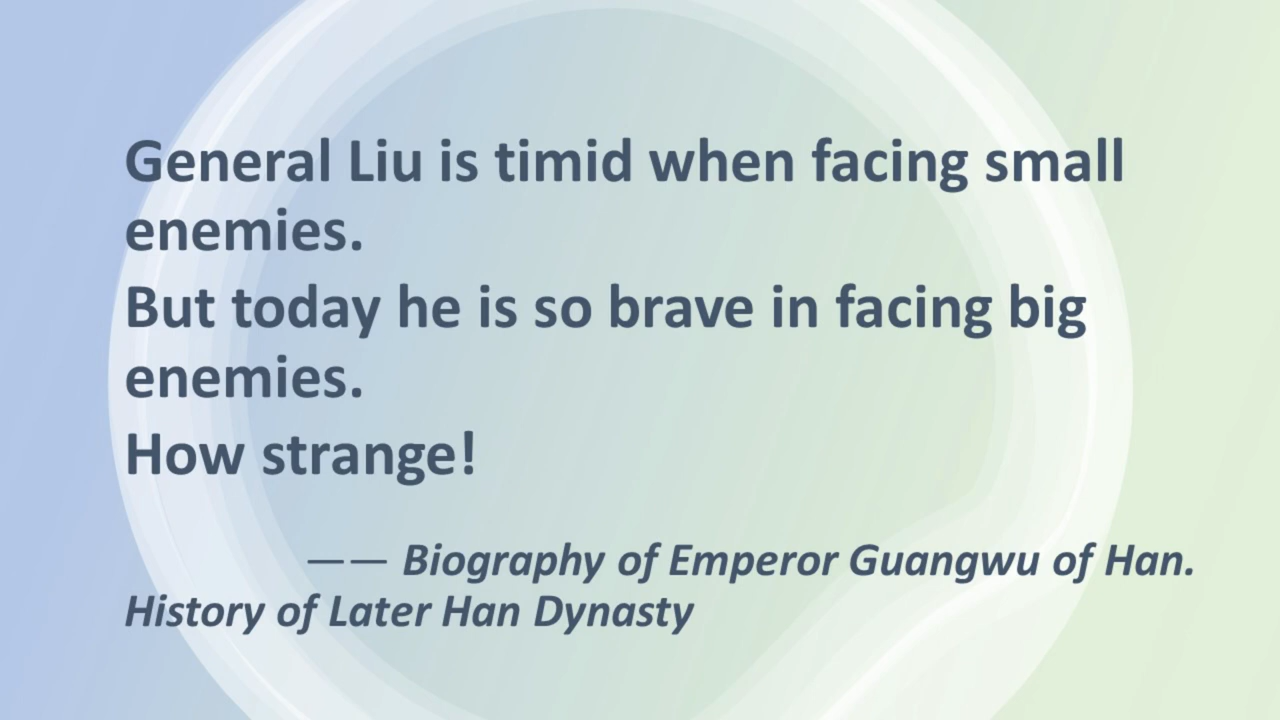 General Liu is timid when facing small
enemies.
But today he is so brave in facing big
enemies.
How strange!
—— Biography of Emperor Guangwu of Han.
History of Later Han Dynasty